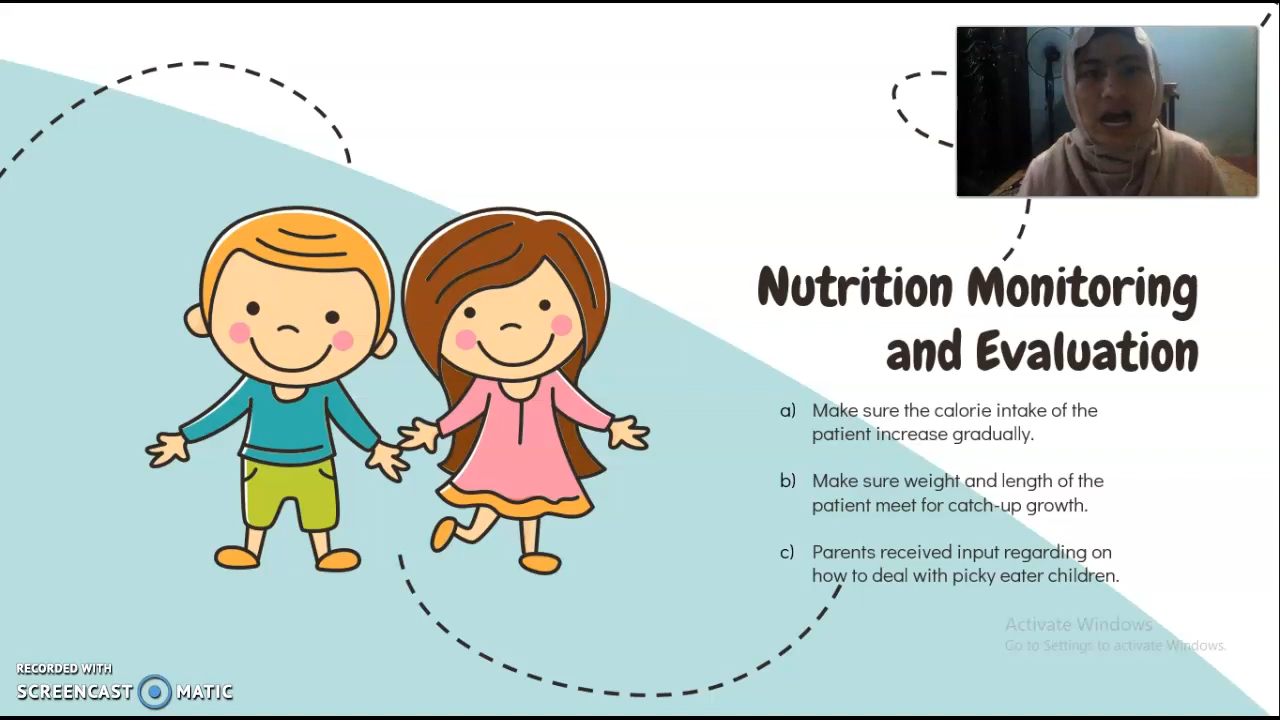 Nutrition Monitoring
and Evaluation
a) Make sure the calorie intake of the
patient increase gradually.
b) Make sure weight and length of the
patient meet for catch-up growth.
c) Parents received input regarding on
how to deal with picky eater children.
Activate Windows
Go to Settings to activate Windows.
RECORDED WITH
SCREENCAST MATIC